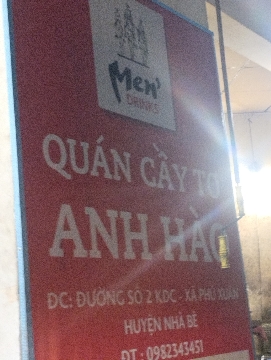 Men'
DRINKS
QUÁN CẦY TƠ
ANH HÀO
ĐC: ĐƯỜNG SỐ 2 KDC - XÃ PHÚ XUÂN
HUYỆN NHÀ BÈ
ĐT : 0982343451